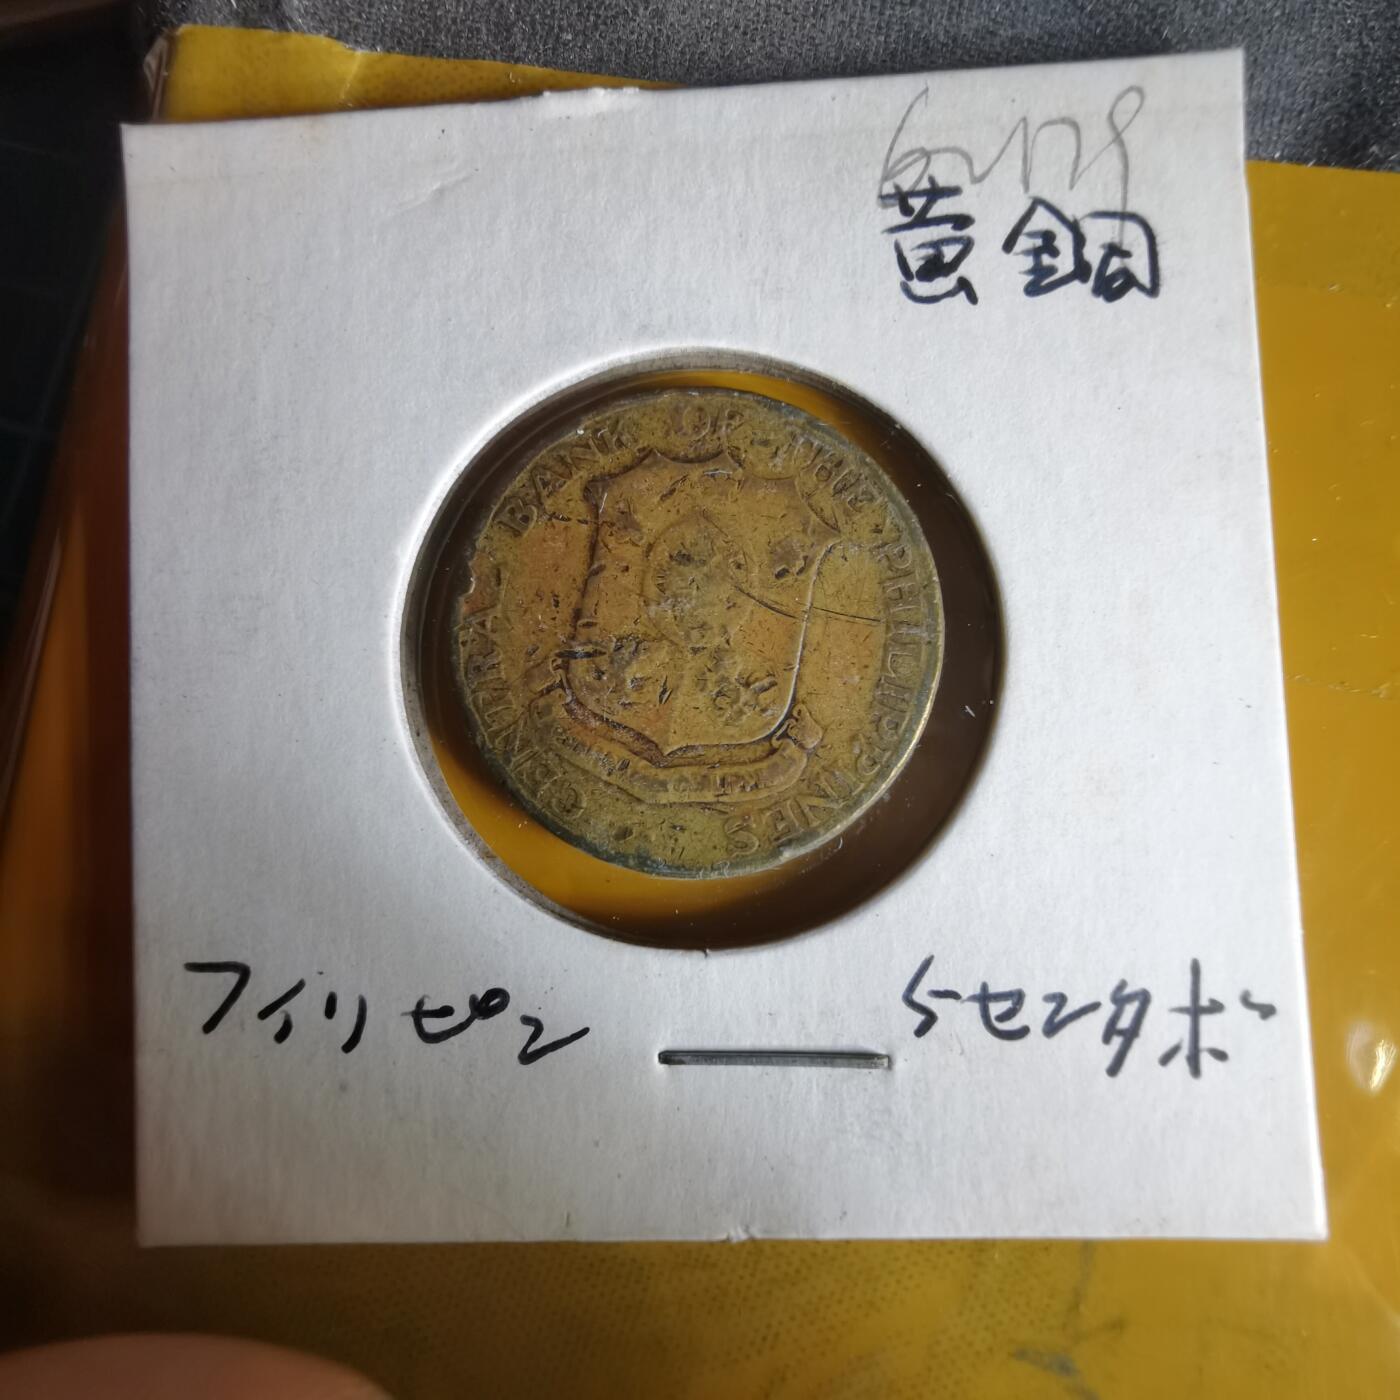 黄銅
CENTRAL BANK OF THE PHILIPPINES
フィリピン
5センタボ